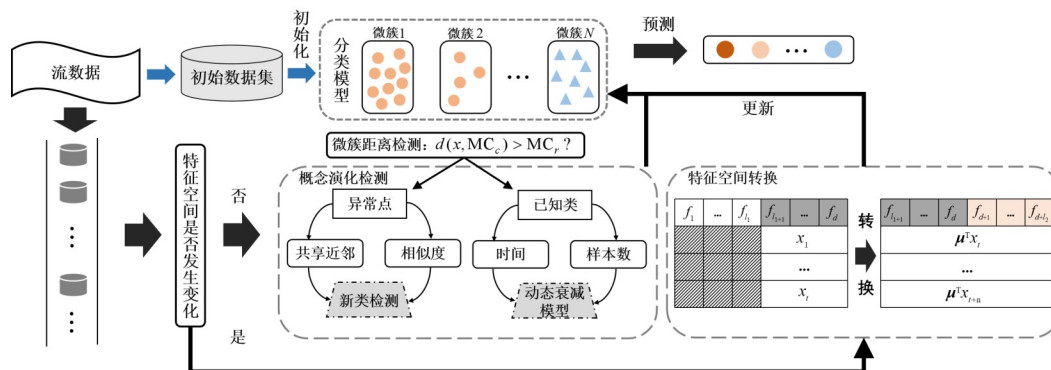 流数据
初始数据集
初始化
分类模型
微簇1
微簇2
...
微簇N
预测
...
更新
微簇距离检测：d(x,MC_c)>MC_r？
特征空间是否发生变化
否
是
概念演化检测
异常点
已知类
共享近邻
相似度
时间
样本数
新类检测
动态衰减
模型
特征空间转换
f_1 ... f_{l_1} f_{l_{1+1}} ... f_d
x_1
...
x_t
转换
f_{l_{1+1}} ... f_d f_{d+1} ... f_{d+l_2}
μ^T x_t
...
μ^T x_{t+n}